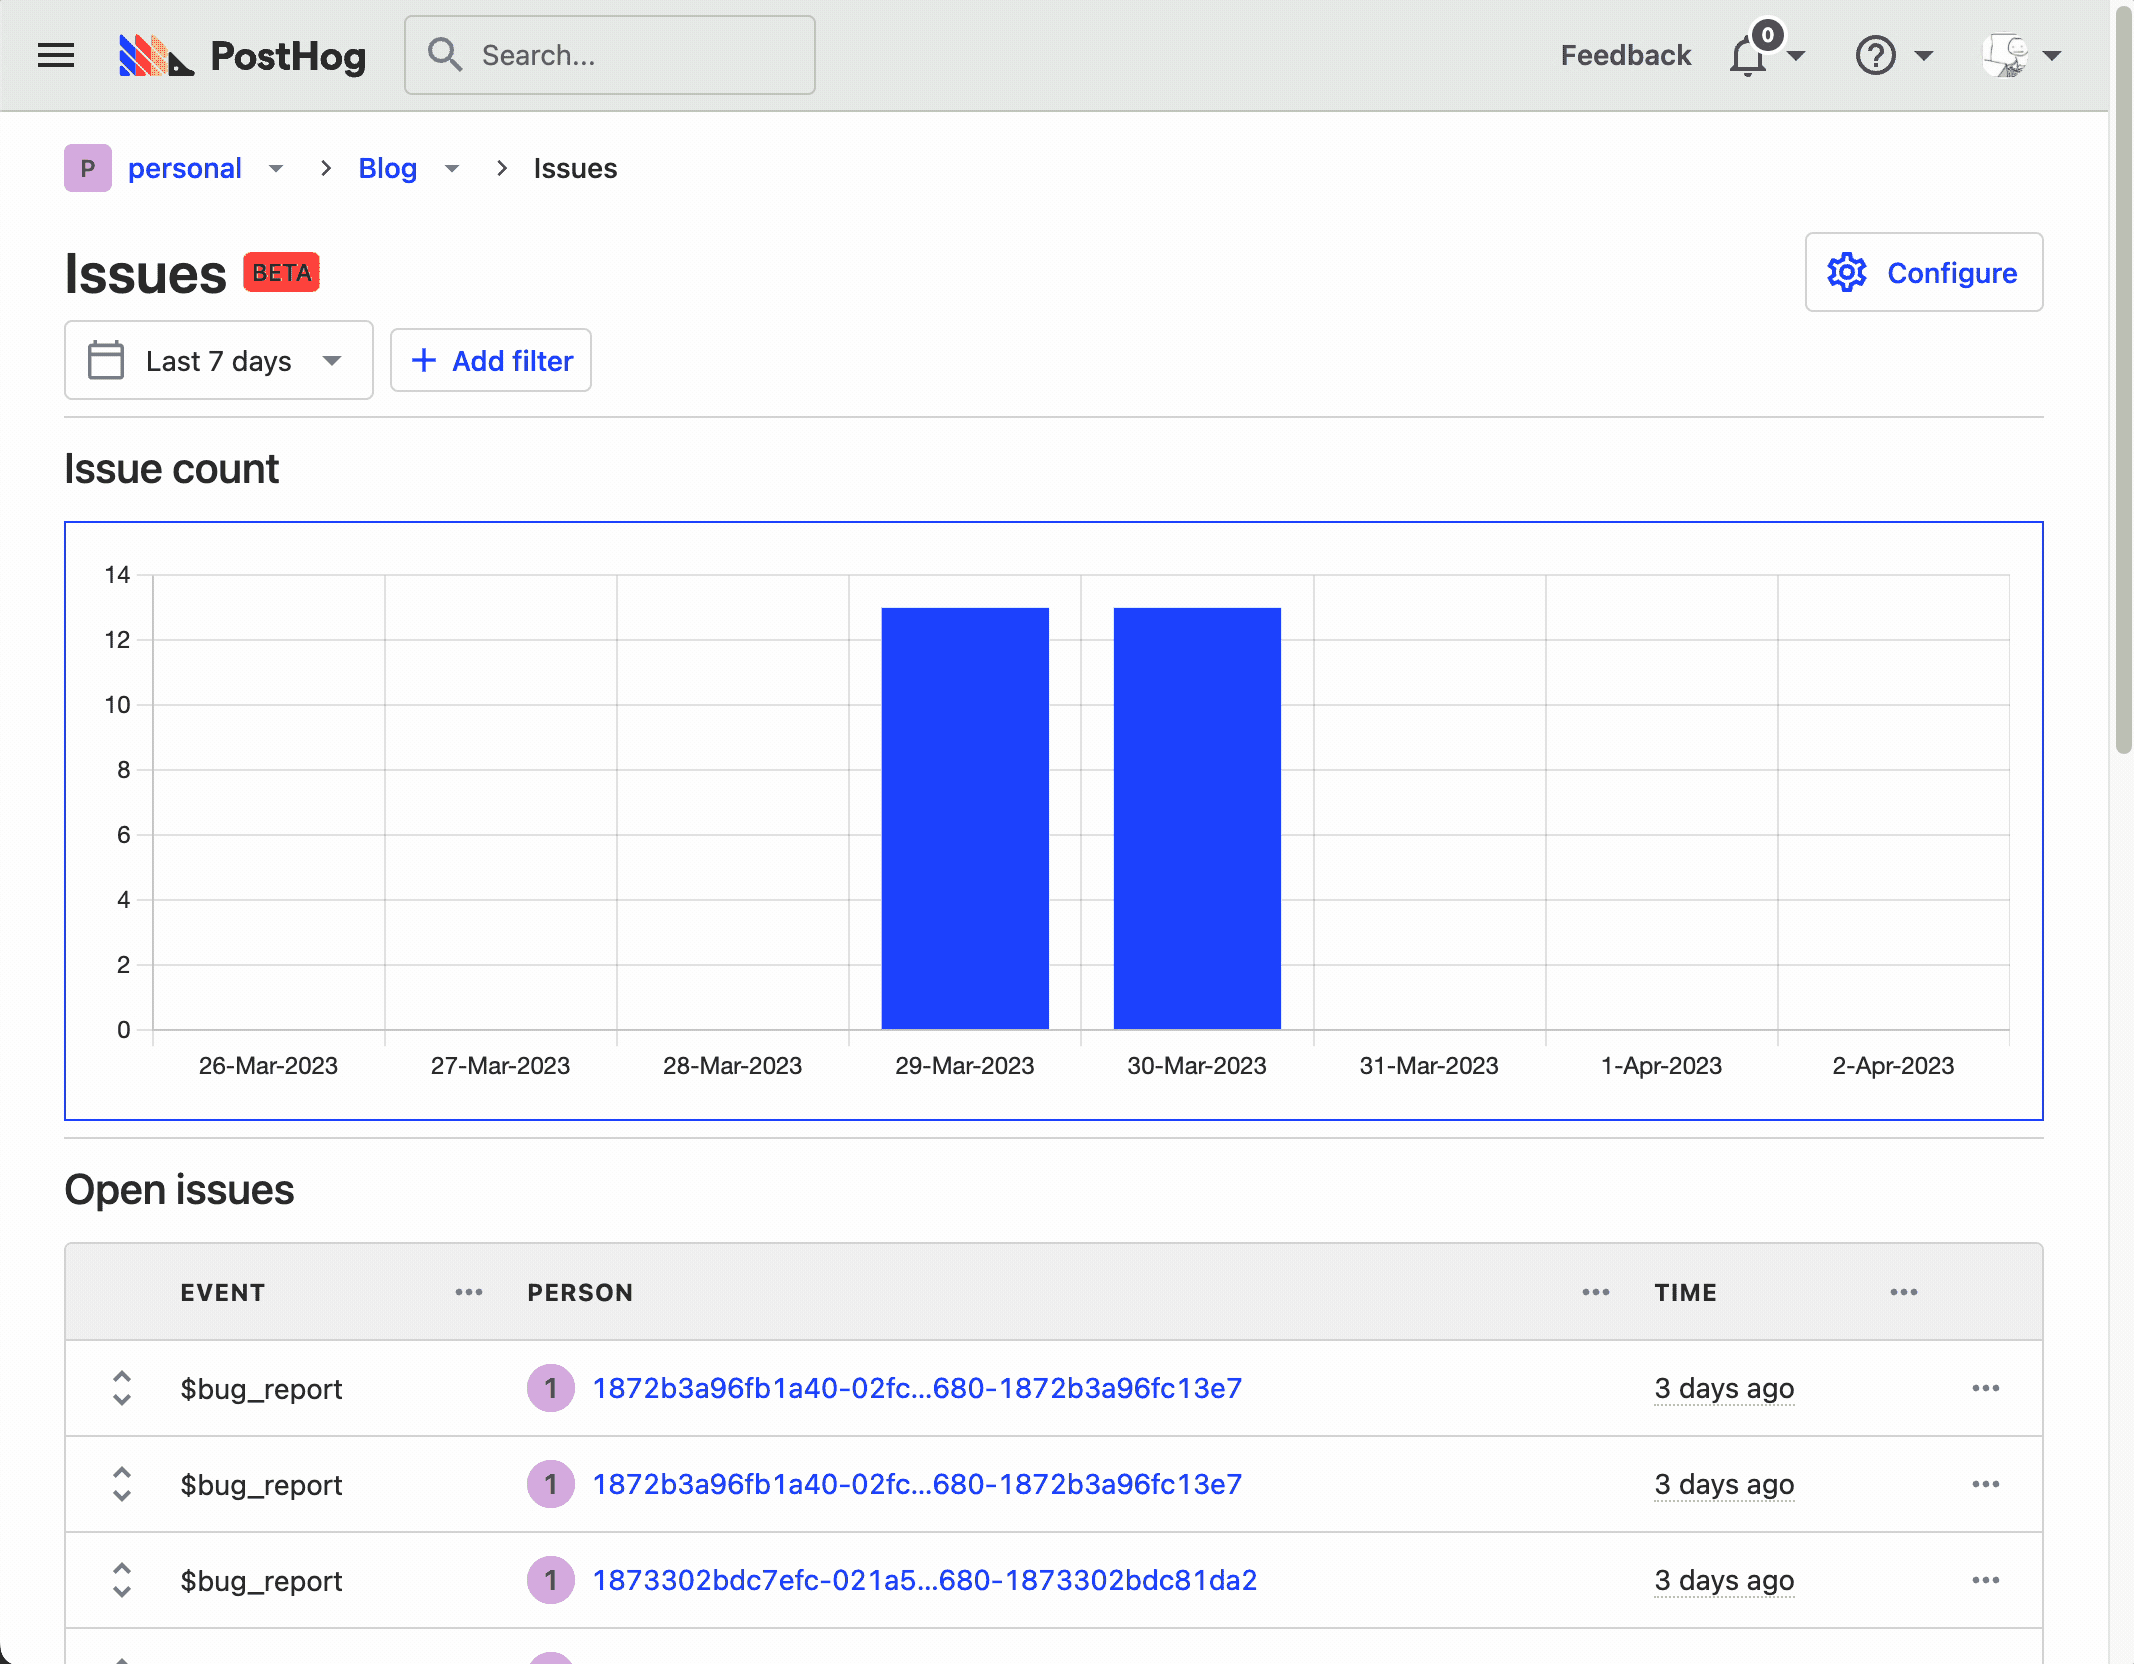 PostHog
Search...
Feedback
0
P personal > Blog > Issues
Issues BETA
Configure
Last 7 days
+ Add filter
Issue count
14
12
10
8
6
4
2
0
26-Mar-2023 27-Mar-2023 28-Mar-2023 29-Mar-2023 30-Mar-2023 31-Mar-2023 1-Apr-2023 2-Apr-2023
Open issues
EVENT ••• PERSON ••• TIME •••
$bug_report 1 1872b3a96fb1a40-02fc...680-1872b3a96fc13e7 3 days ago •••
$bug_report 1 1872b3a96fb1a40-02fc...680-1872b3a96fc13e7 3 days ago •••
$bug_report 1 1873302bdc7efc-021a5...680-1873302bdc81da2 3 days ago •••